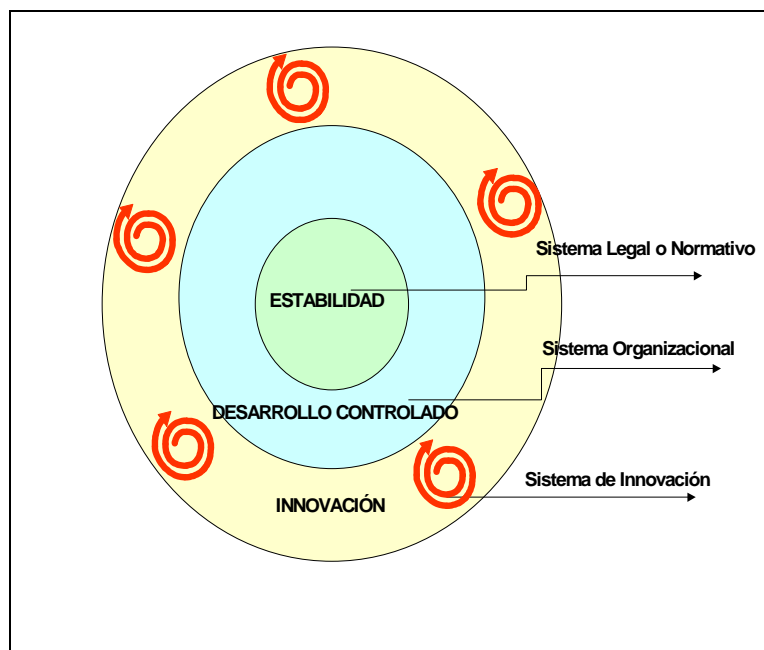 Sistema Legal o Normativo
ESTABILIDAD
Sistema Organizacional
DESARROLLO CONTROLADO
Sistema de Innovación
INNOVACIÓN